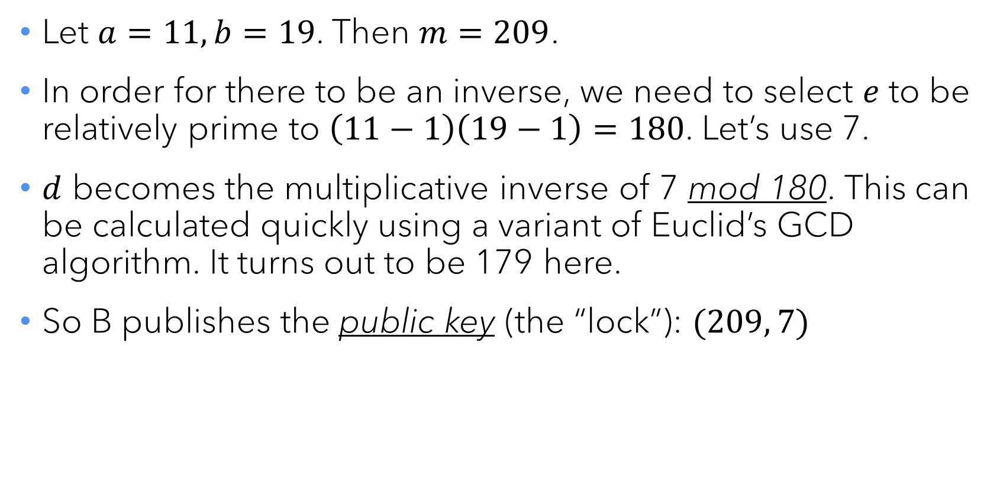 • Let a = 11, b = 19. Then m = 209.
• In order for there to be an inverse, we need to select e to be
relatively prime to (11 − 1)(19 − 1) = 180. Let’s use 7.
• d becomes the multiplicative inverse of 7 mod 180. This can
be calculated quickly using a variant of Euclid’s GCD
algorithm. It turns out to be 179 here.
• So B publishes the public key (the “lock”): (209, 7)